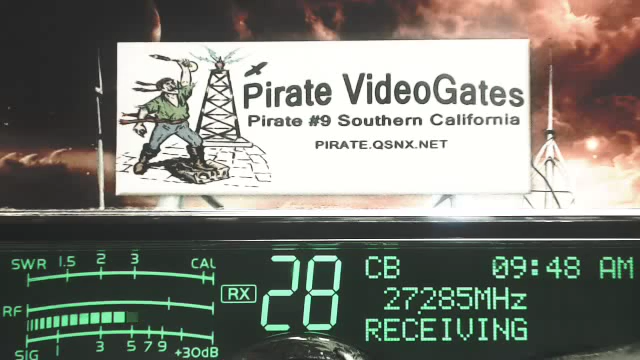 Pirate VideoGates
Pirate #9 Southern California
PIRATE.QSNX.NET
SWR 1.5 2 3 CAL
RF
SIG 1 3 5 7 9 +30dB
RX
28
CB 09:48 AM
27285MHz
RECEIVING